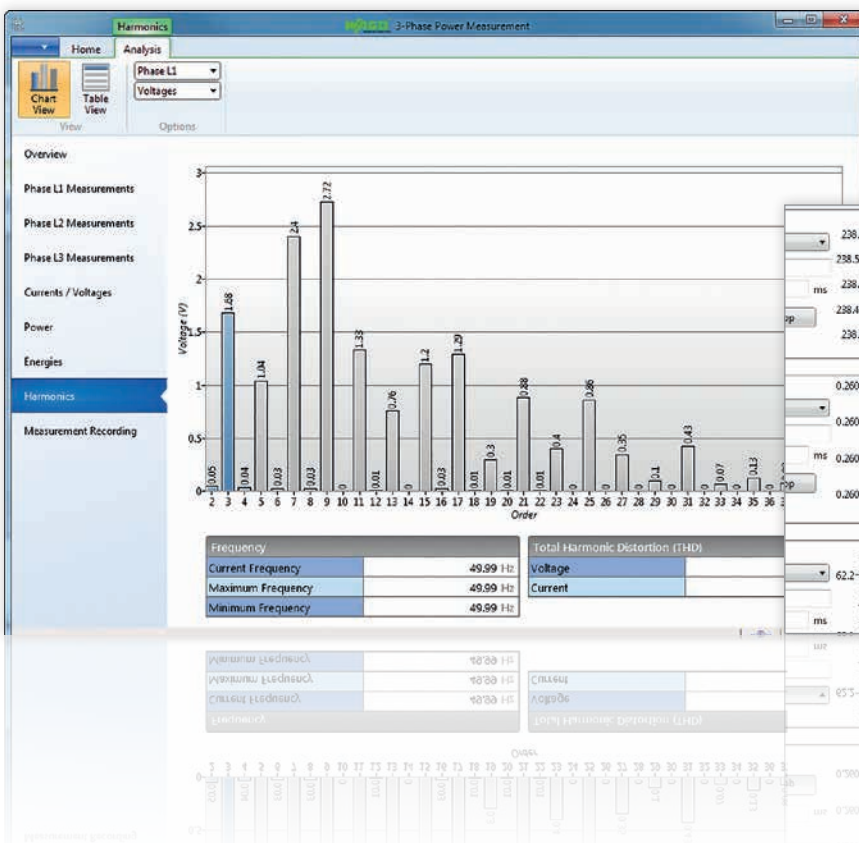 Harmonics
WAGO 3-Phase Power Measurement
Home Analysis
Chart View
Table View
Phase L1
Voltages
View
Options
Overview
Phase L1 Measurements
Phase L2 Measurements
Phase L3 Measurements
Currents / Voltages
Power
Energies
Harmonics
Measurement Recording
Voltage (V)
3
2.5
2
1.5
1
0.5
0
0.05 1.68 0.04 1.04 0.03 2.4 0.03 2.72 0 1.33 0.01 0.76 0 1.2 0.03 1.29 0.01 0.3 0.01 0.88 0.01 0.4 0 0.86 0 0.35 0 0.1 0 0.43 0 0.07 0 0.13 0
2 3 4 5 6 7 8 9 10 11 12 13 14 15 16 17 18 19 20 21 22 23 24 25 26 27 28 29 30 31 32 33 34 35 36
Order
Frequency
Current Frequency 49.99 Hz
Maximum Frequency 49.99 Hz
Minimum Frequency 49.99 Hz
Total Harmonic Distortion (THD)
Voltage
Current
238.
238.5
ms 238.
238.4
238.
0.260
0.260
ms 0.260
0.260
62.2
ms